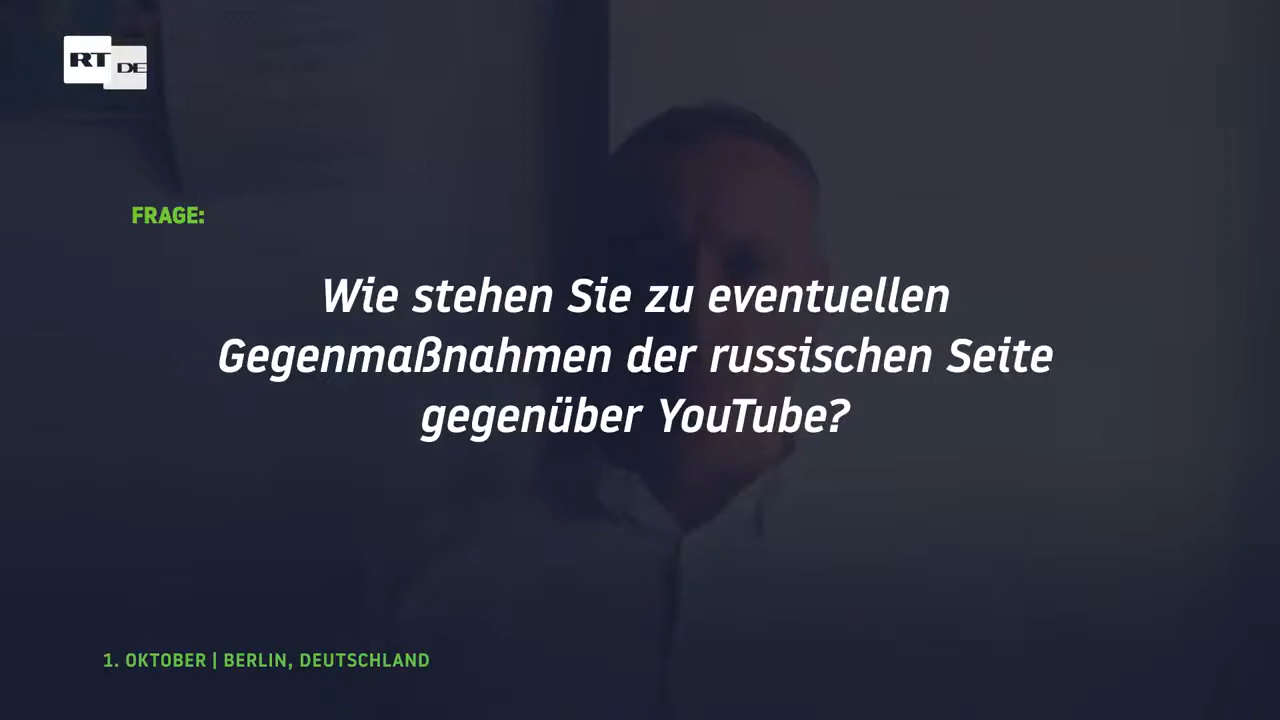 RT DE
FRAGE:
Wie stehen Sie zu eventuellen
Gegenmaßnahmen der russischen Seite
gegenüber YouTube?
1. OKTOBER | BERLIN, DEUTSCHLAND